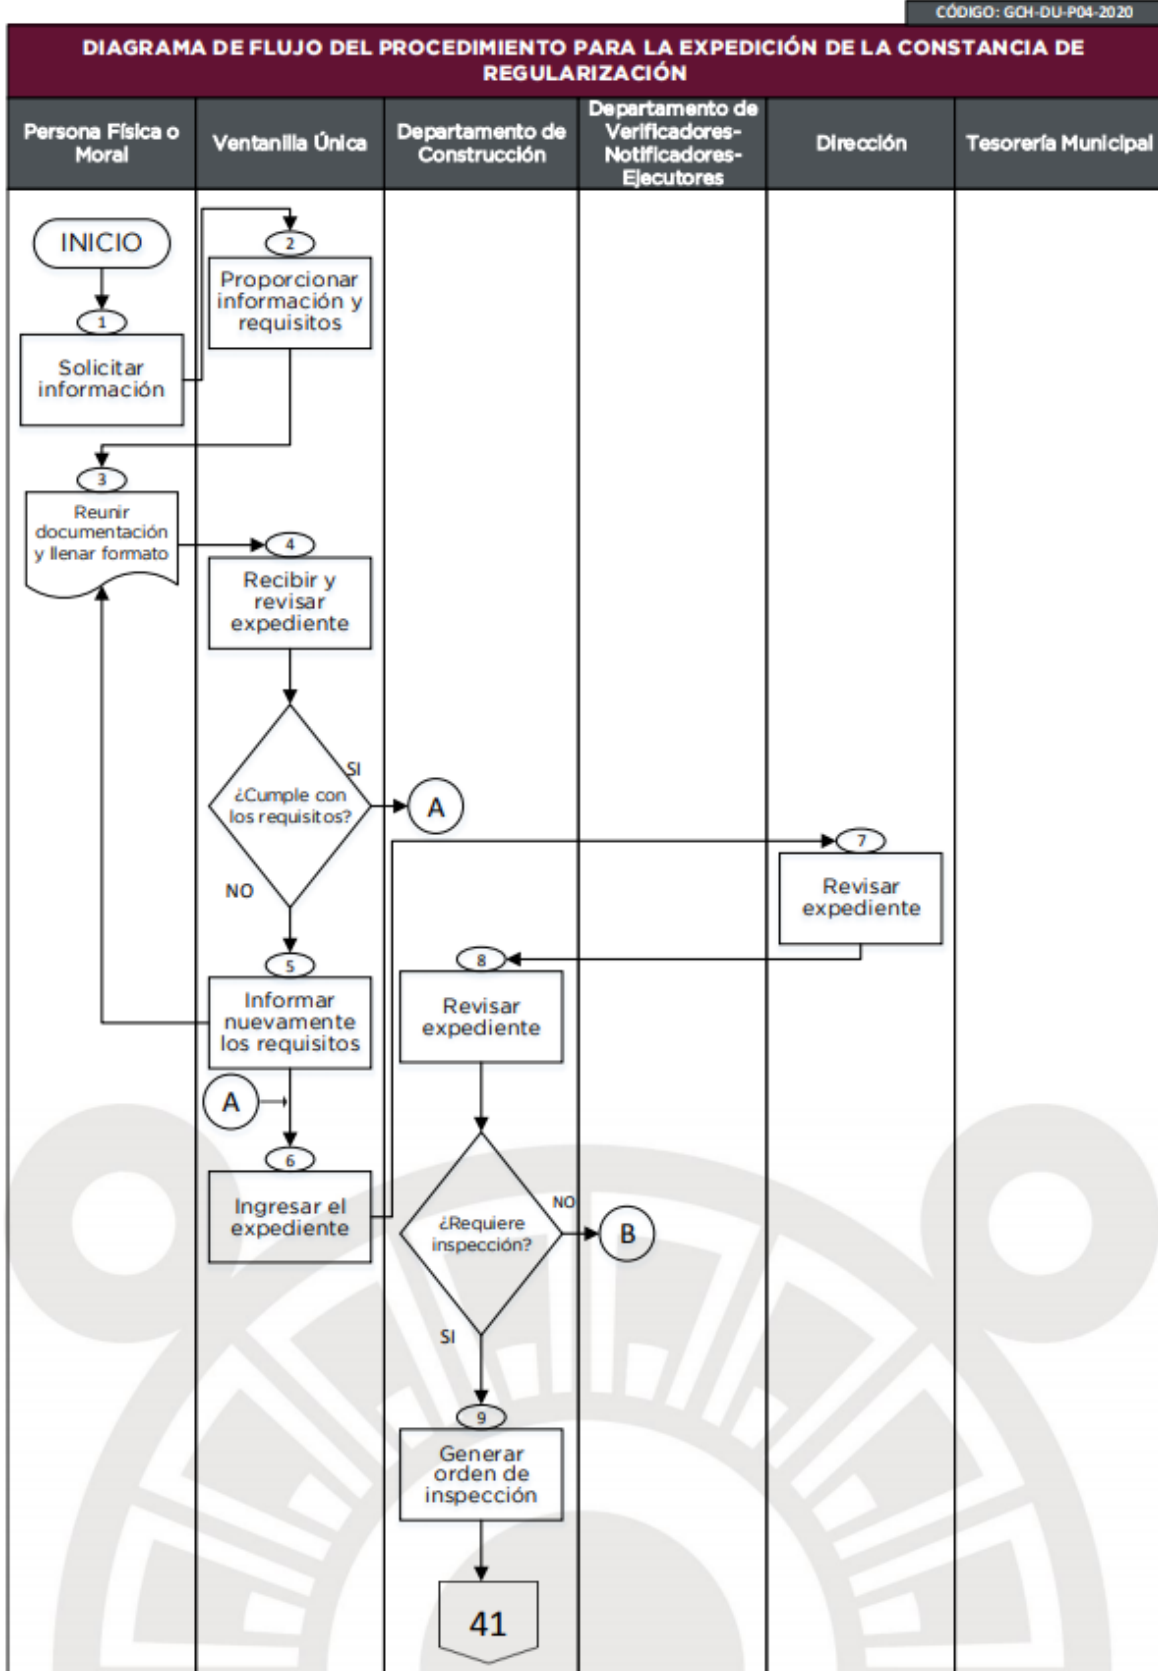 CÓDIGO: GCH-DU-P04-2020
DIAGRAMA DE FLUJO DEL PROCEDIMIENTO PARA LA EXPEDICIÓN DE LA CONSTANCIA DE
REGULARIZACIÓN
Persona Física o
Moral
Ventanilla Única
Departamento de
Construcción
Departamento de
Verificadores-
Notificadores-
Ejecutores
Dirección
Tesorería Municipal
INICIO
1
Solicitar
información
2
Proporcionar
información y
requisitos
3
Reunir
documentación
y llenar formato
4
Recibir y
revisar
expediente
¿Cumple con
los requisitos?
SI
A
NO
5
Informar
nuevamente
los requisitos
A
6
Ingresar el
expediente
7
Revisar
expediente
8
Revisar
expediente
¿Requiere
inspección?
NO
B
SI
9
Generar
orden de
inspección
41